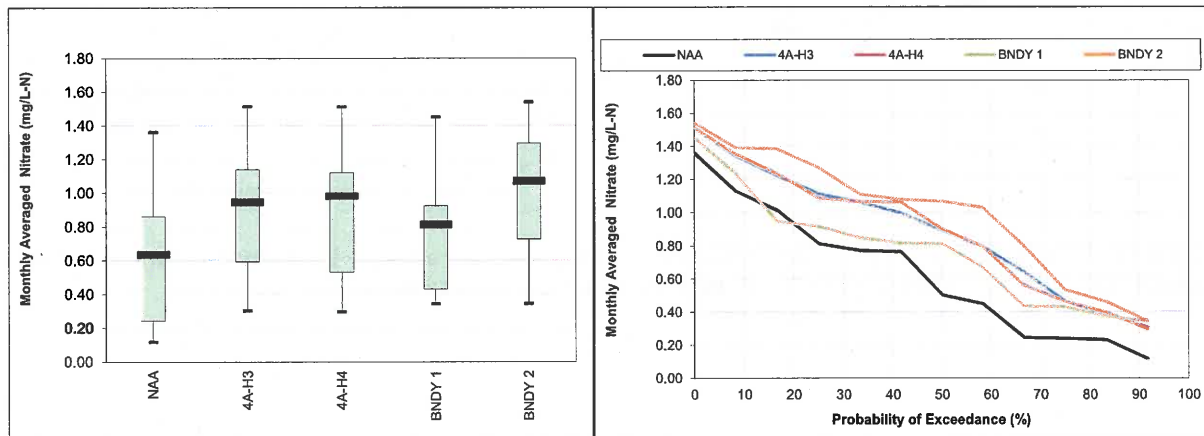 Monthly Averaged Nitrate (mg/L-N)
1.80
1.60
1.40
1.20
1.00
0.80
0.60
0.40
0.20
0.00
NAA
4A-H3
4A-H4
BNDY 1
BNDY 2
NAA 4A-H3 4A-H4 BNDY 1 BNDY 2
Monthly Averaged Nitrate (mg/L-N)
1.80
1.60
1.40
1.20
1.00
0.80
0.60
0.40
0.20
0.00
0 10 20 30 40 50 60 70 80 90 100
Probability of Exceedance (%)